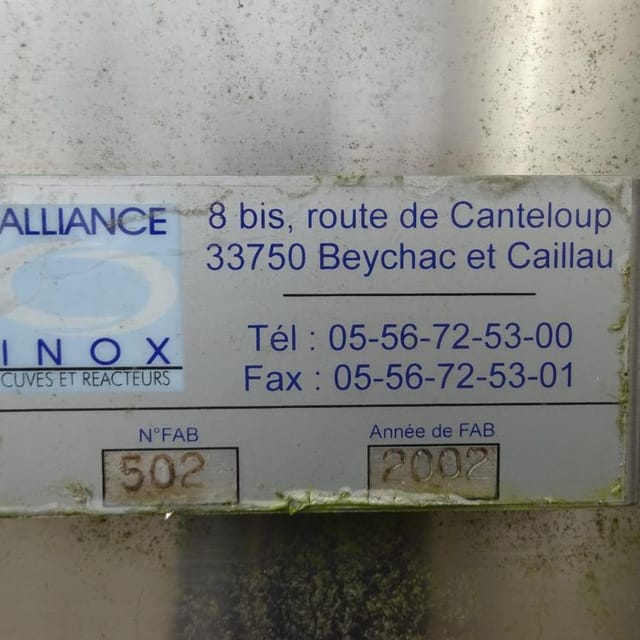 ALLIANCE
INOX
CUVES ET REACTEURS
8 bis, route de Canteloup
33750 Beychac et Caillau
Tél : 05-56-72-53-00
Fax : 05-56-72-53-01
N°FAB
502
Année de FAB
2002